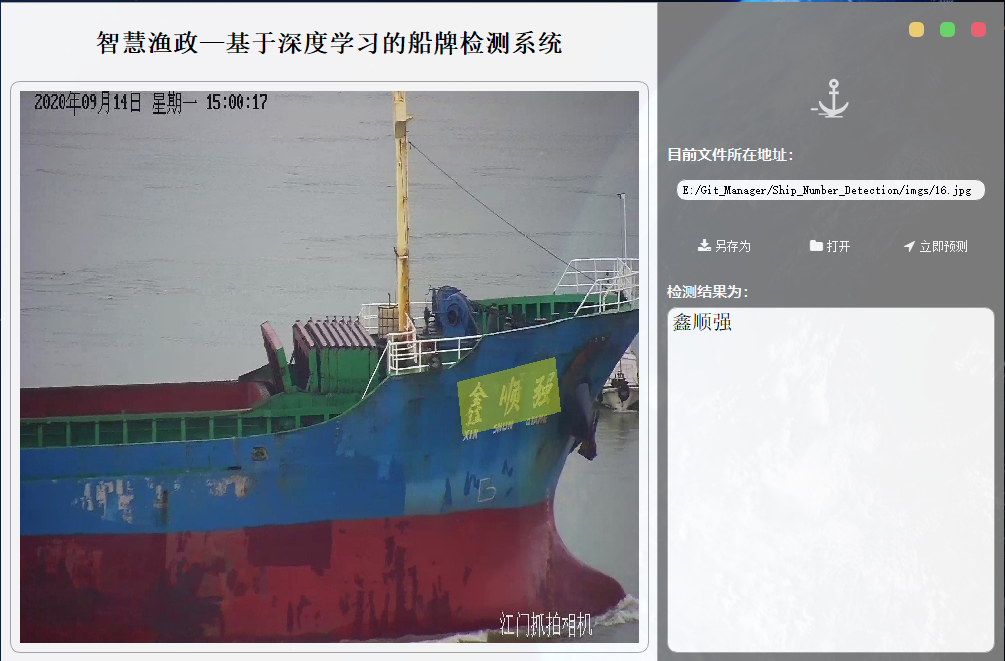 智慧渔政—基于深度学习的船牌检测系统
2020年09月14日 星期一 15:00:17
鑫顺强
XIN SHUN QIANG
江门抓拍相机
目前文件所在地址:
E:/Git_Manager/Ship_Number_Detection/imgs/16.jpg
另存为 打开 立即预测
检测结果为:
鑫顺强